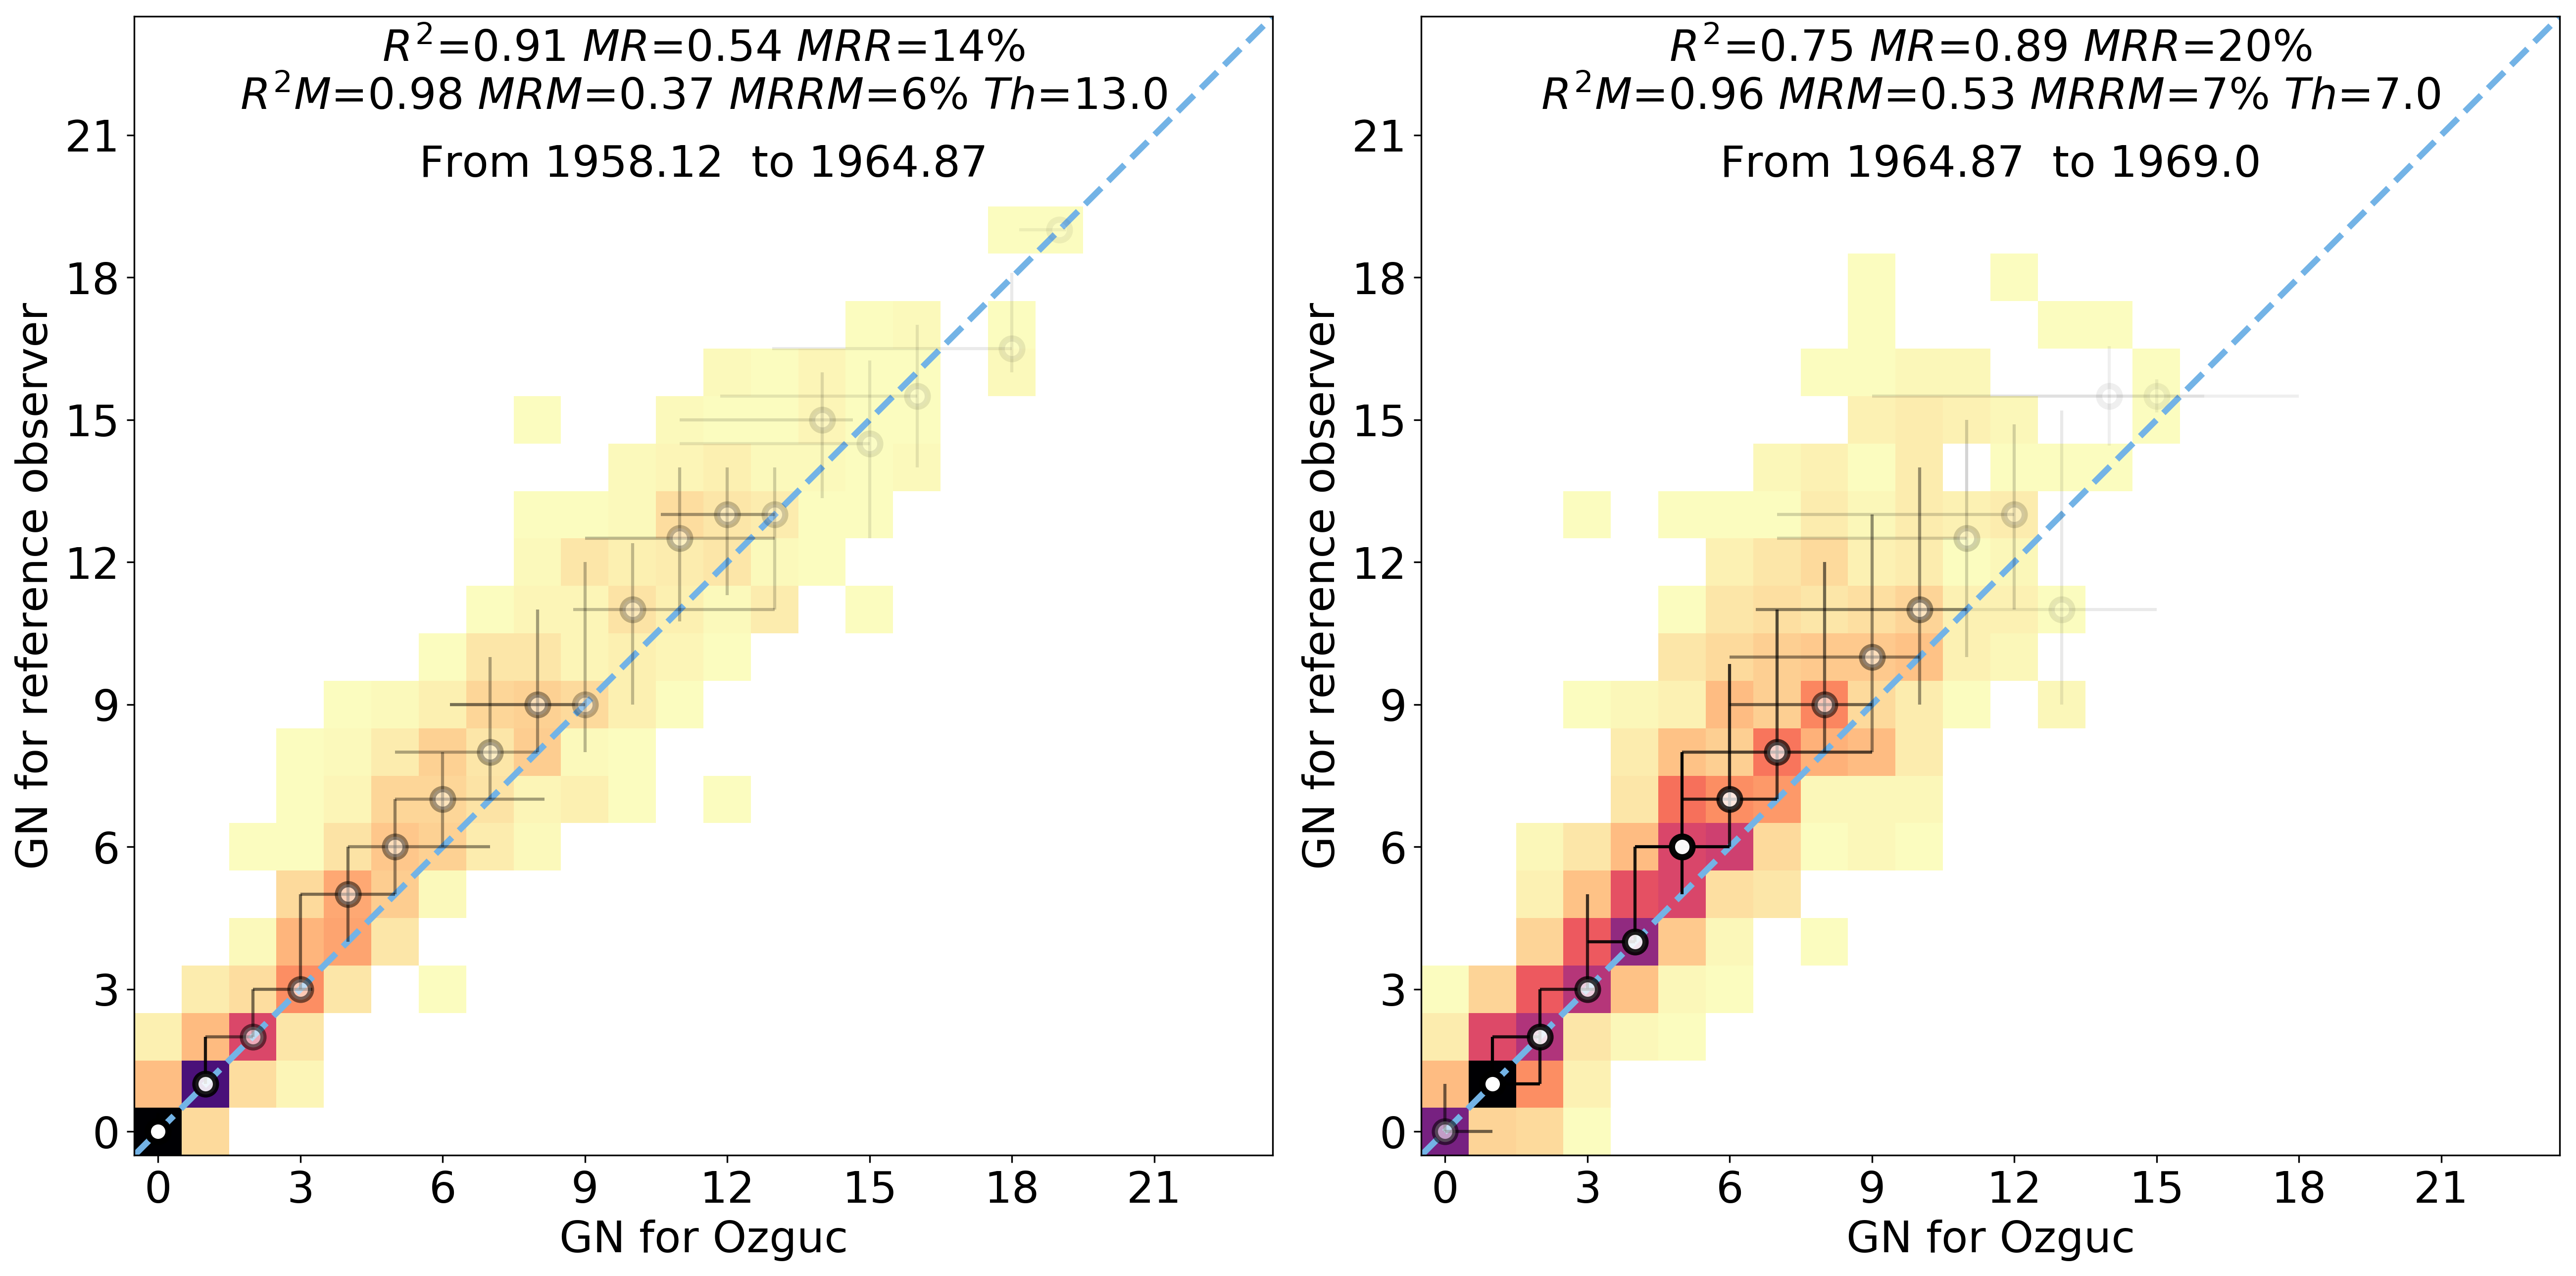 R²=0.91 MR=0.54 MRR=14%
R²M=0.98 MRM=0.37 MRRM=6% Th=13.0
From 1958.12 to 1964.87
GN for reference observer
21
18
15
12
9
6
3
0
0 3 6 9 12 15 18 21
GN for Ozguc
R²=0.75 MR=0.89 MRR=20%
R²M=0.96 MRM=0.53 MRRM=7% Th=7.0
From 1964.87 to 1969.0
GN for reference observer
21
18
15
12
9
6
3
0
0 3 6 9 12 15 18 21
GN for Ozguc